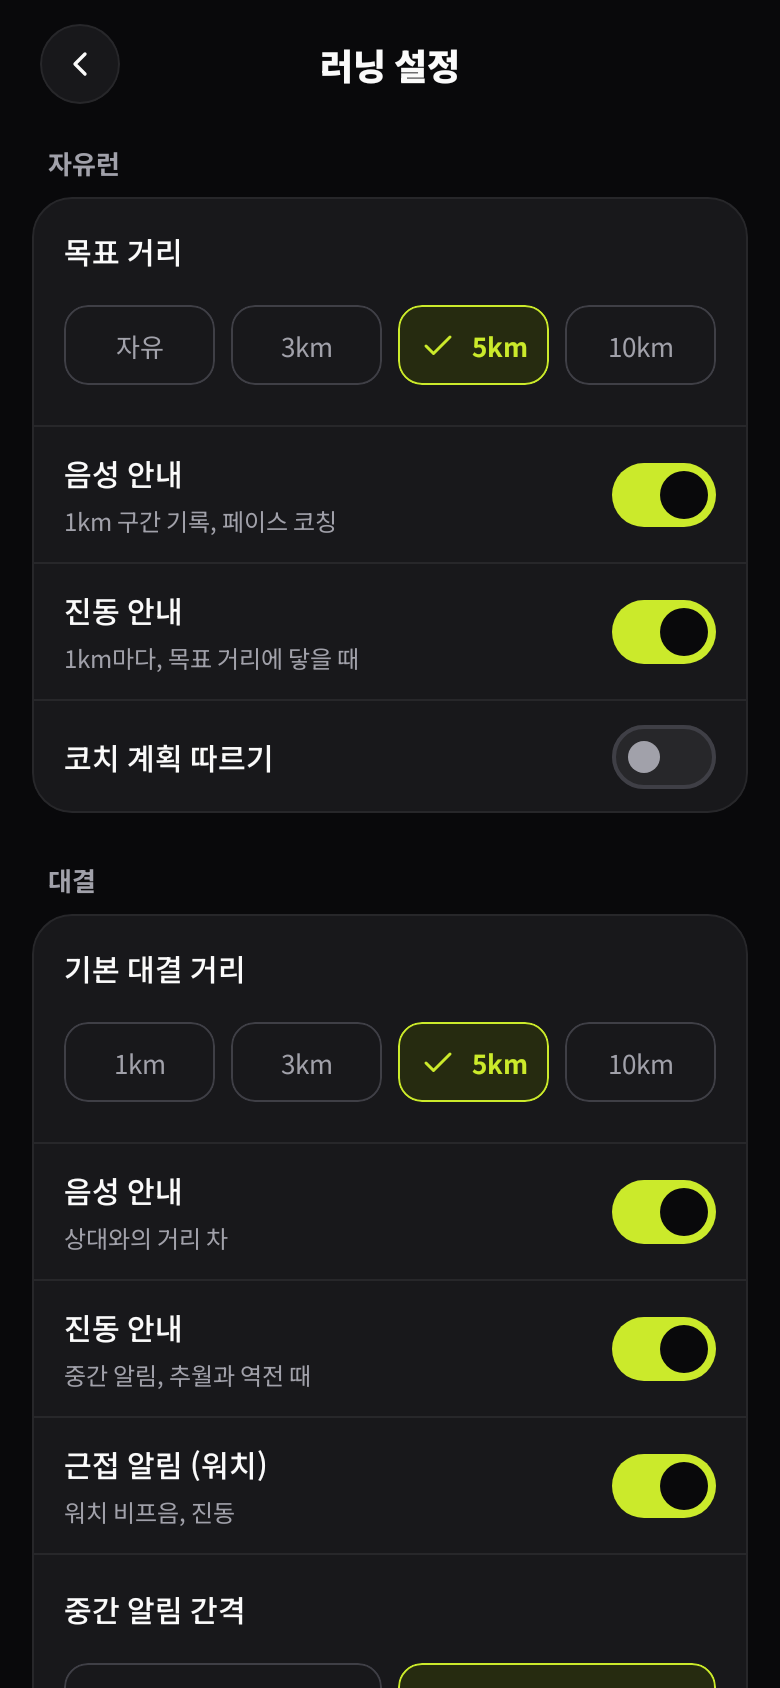 러닝 설정
자유런
목표 거리
자유 3km 5km 10km
음성 안내
1km 구간 기록, 페이스 코칭
진동 안내
1km마다, 목표 거리에 닿을 때
코치 계획 따르기
대결
기본 대결 거리
1km 3km 5km 10km
음성 안내
상대와의 거리 차
진동 안내
중간 알림, 추월과 역전 때
근접 알림 (워치)
워치 비프음, 진동
중간 알림 간격